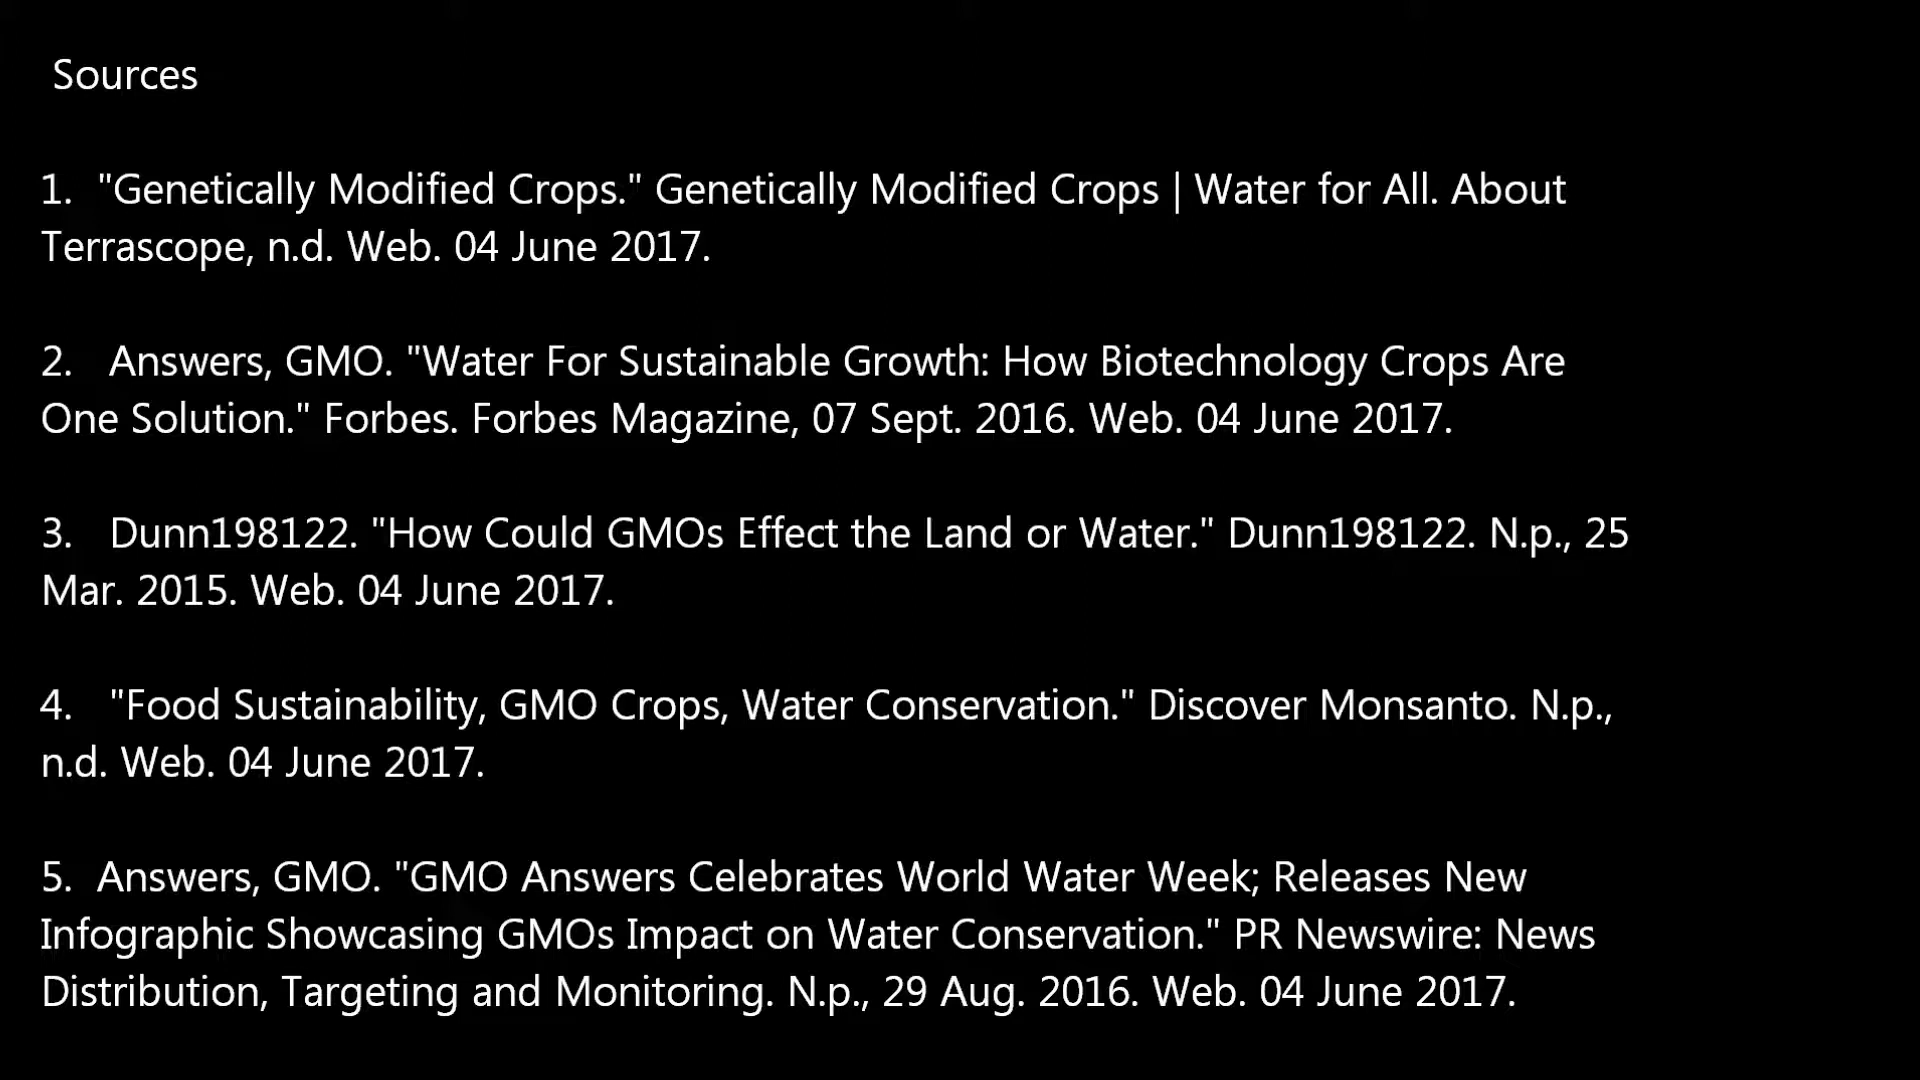 Sources
1. "Genetically Modified Crops." Genetically Modified Crops | Water for All. About
Terrascope, n.d. Web. 04 June 2017.
2. Answers, GMO. "Water For Sustainable Growth: How Biotechnology Crops Are
One Solution." Forbes. Forbes Magazine, 07 Sept. 2016. Web. 04 June 2017.
3. Dunn198122. "How Could GMOs Effect the Land or Water." Dunn198122. N.p., 25
Mar. 2015. Web. 04 June 2017.
4. "Food Sustainability, GMO Crops, Water Conservation." Discover Monsanto. N.p.,
n.d. Web. 04 June 2017.
5. Answers, GMO. "GMO Answers Celebrates World Water Week; Releases New
Infographic Showcasing GMOs Impact on Water Conservation." PR Newswire: News
Distribution, Targeting and Monitoring. N.p., 29 Aug. 2016. Web. 04 June 2017.